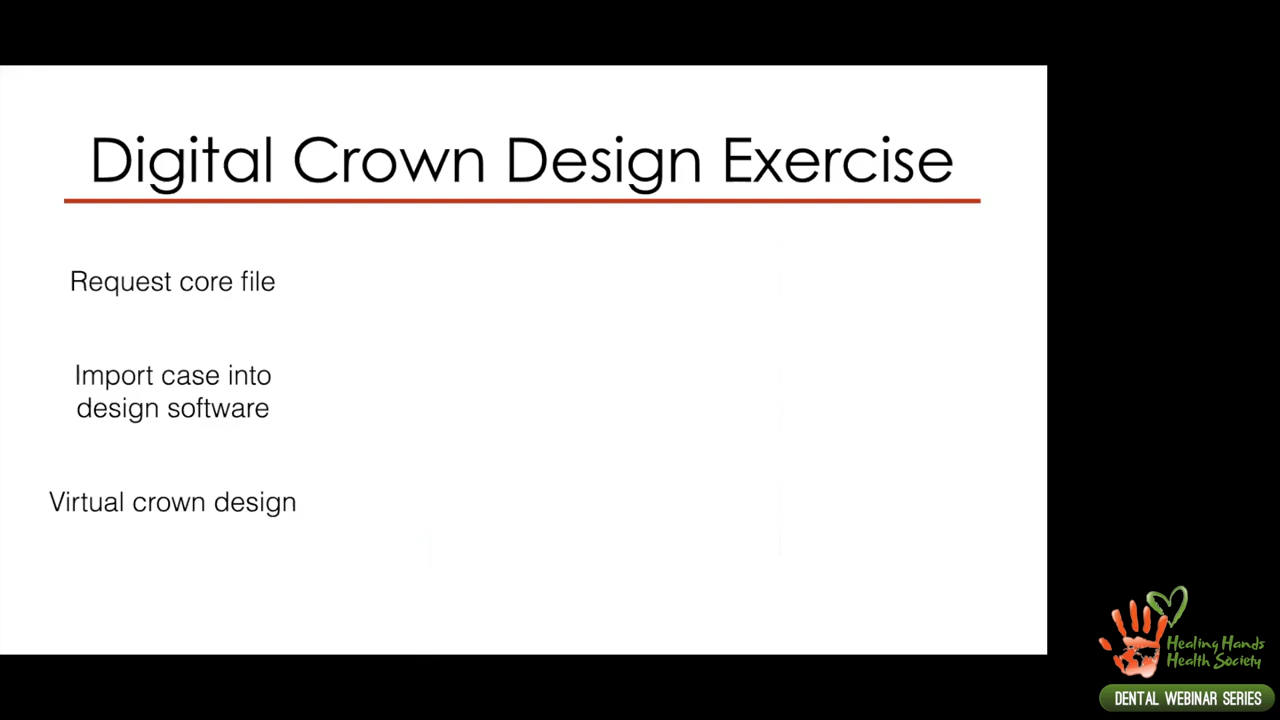 Digital Crown Design Exercise
Request core file
Import case into
design software
Virtual crown design
Healing Hands
Health Society
DENTAL WEBINAR SERIES